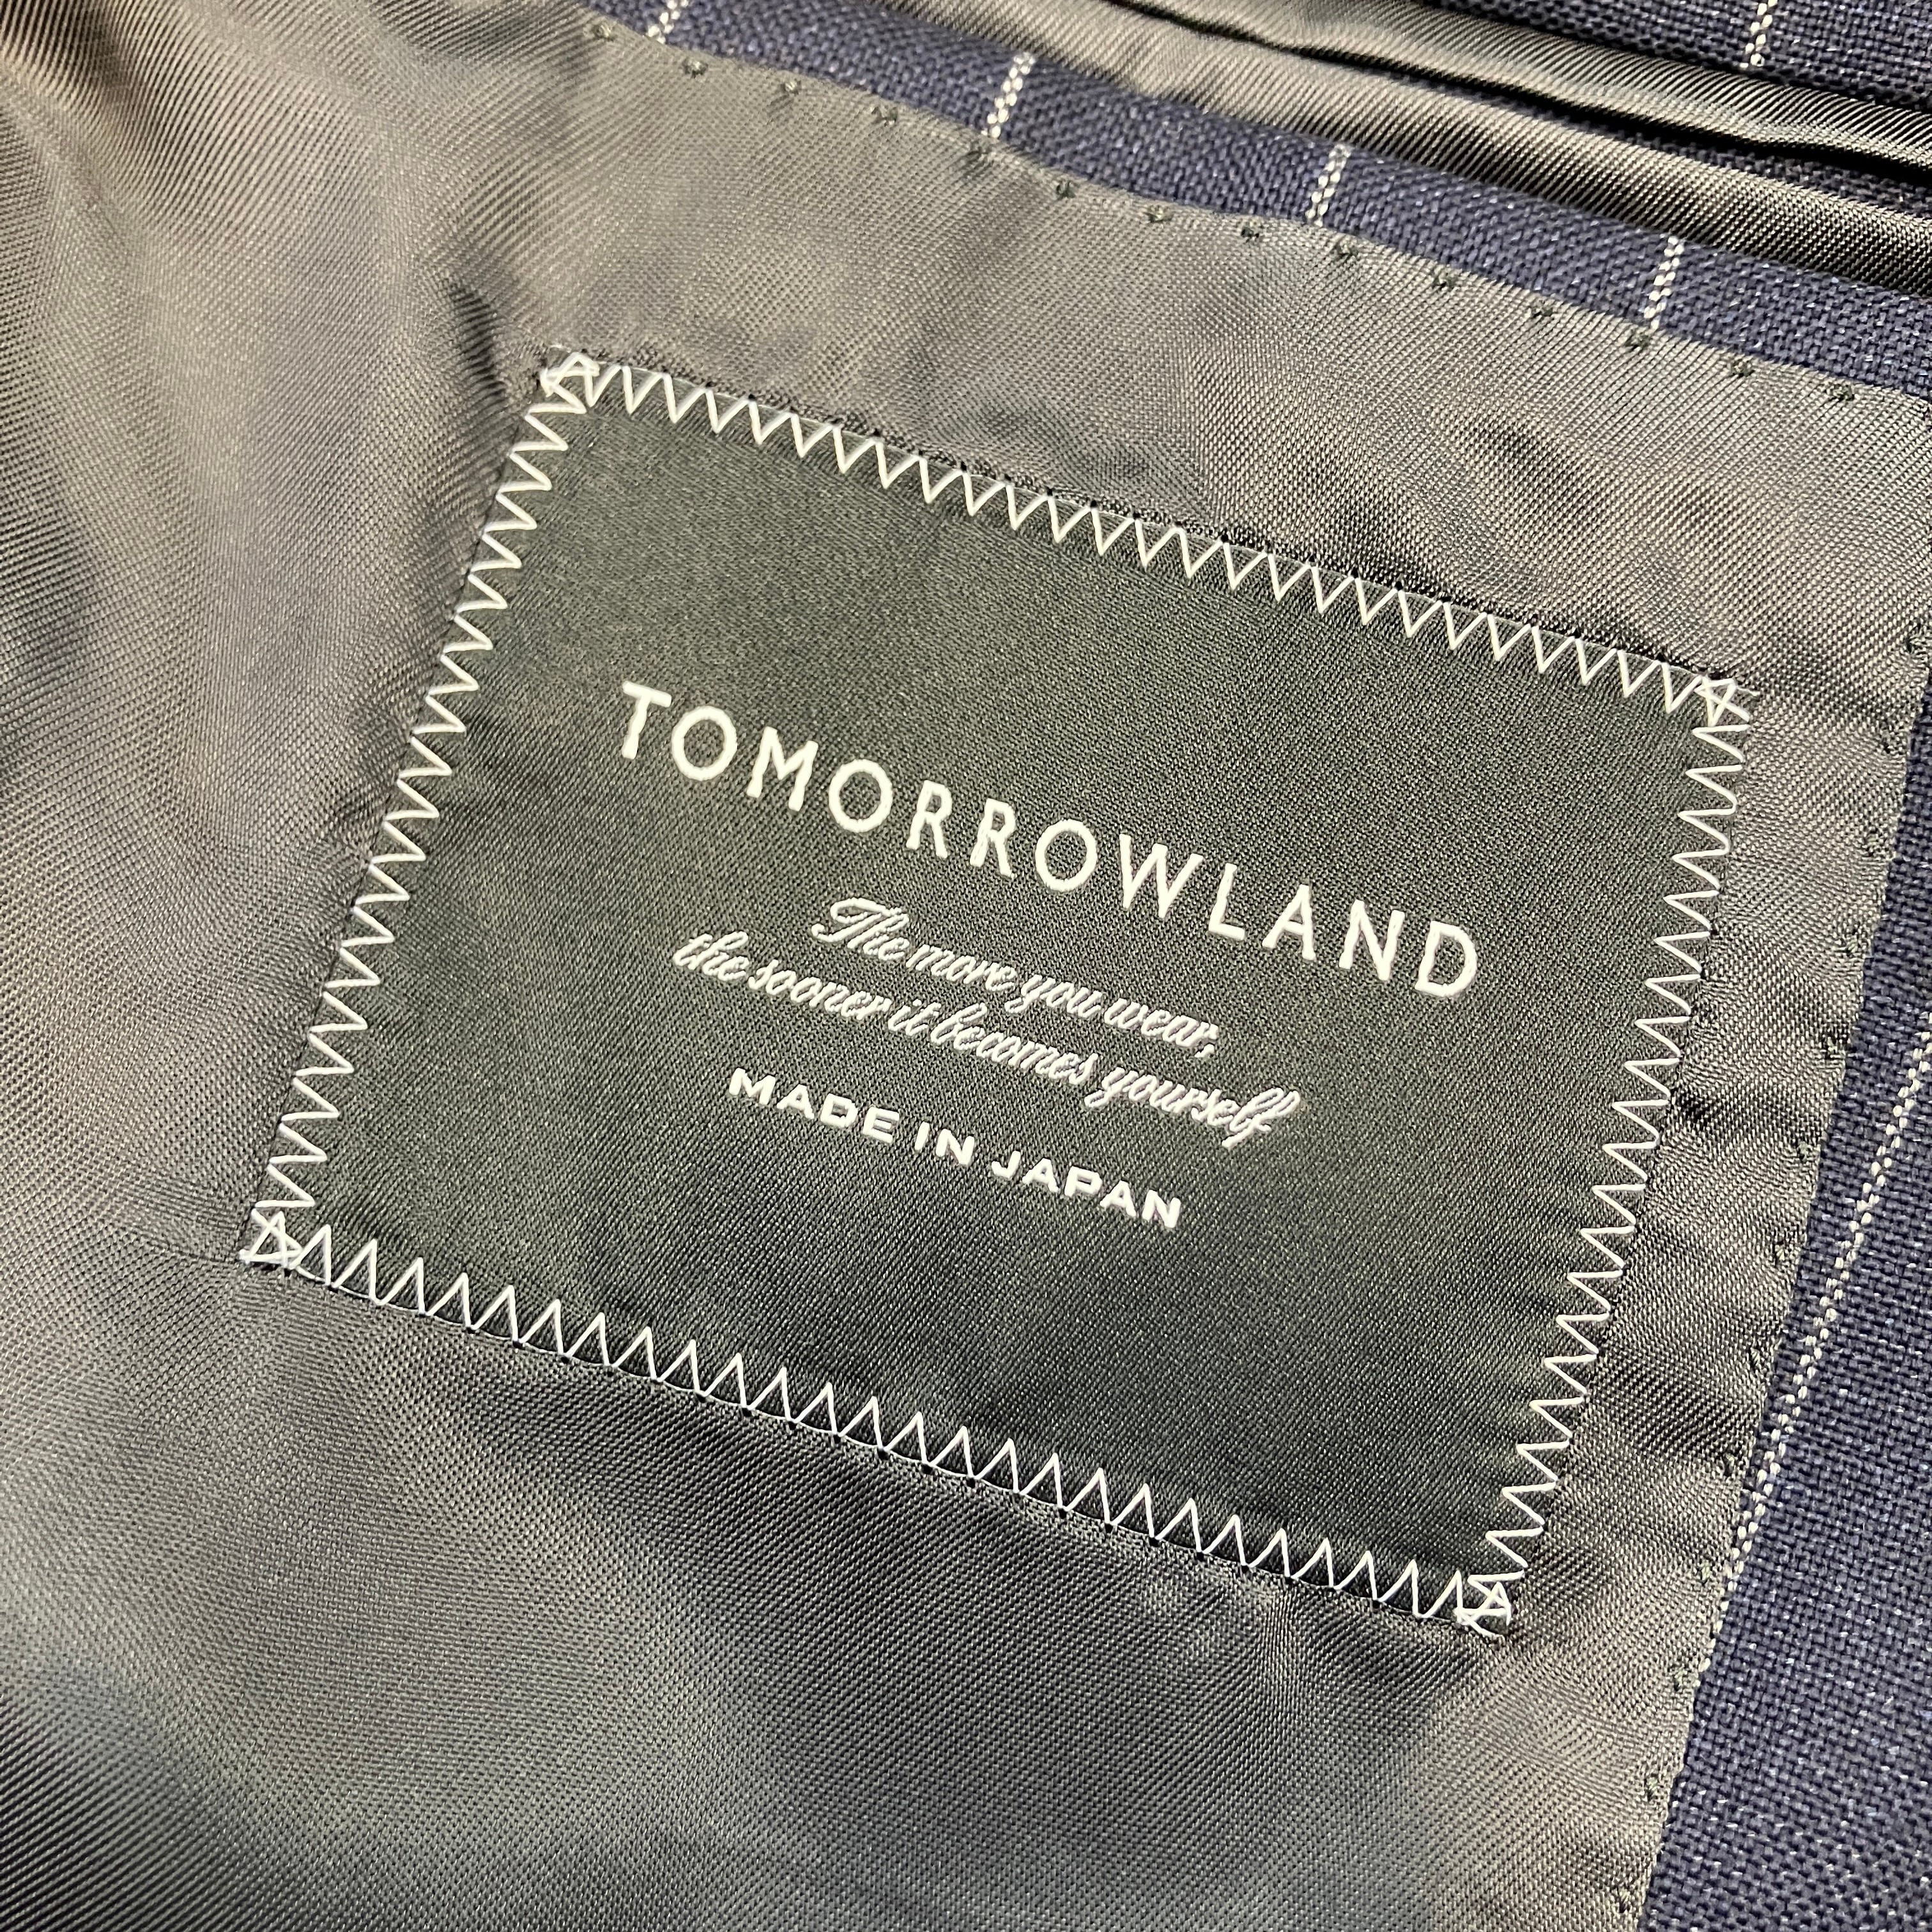 TOMORROWLAND
The more you wear,
the sooner it becomes yourself
MADE IN JAPAN